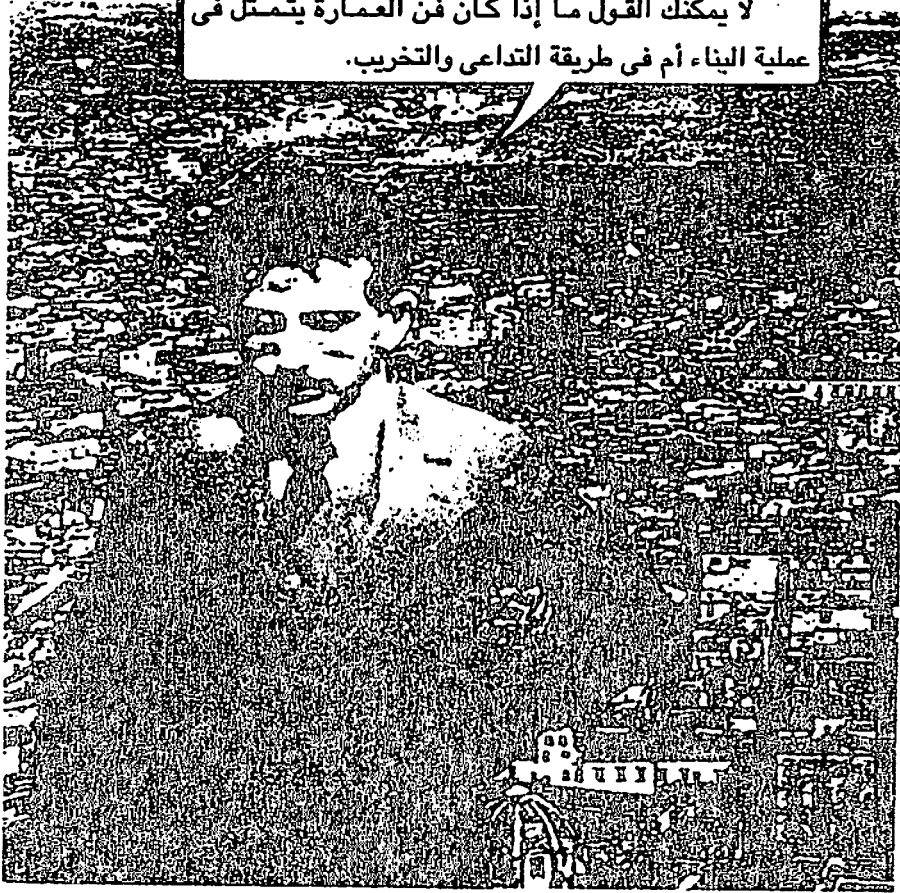 لا يمكنك القول ما إذا كان فن العمارة يتمثل فى
عملية البناء أم فى طريقة التداعى والتخريب.